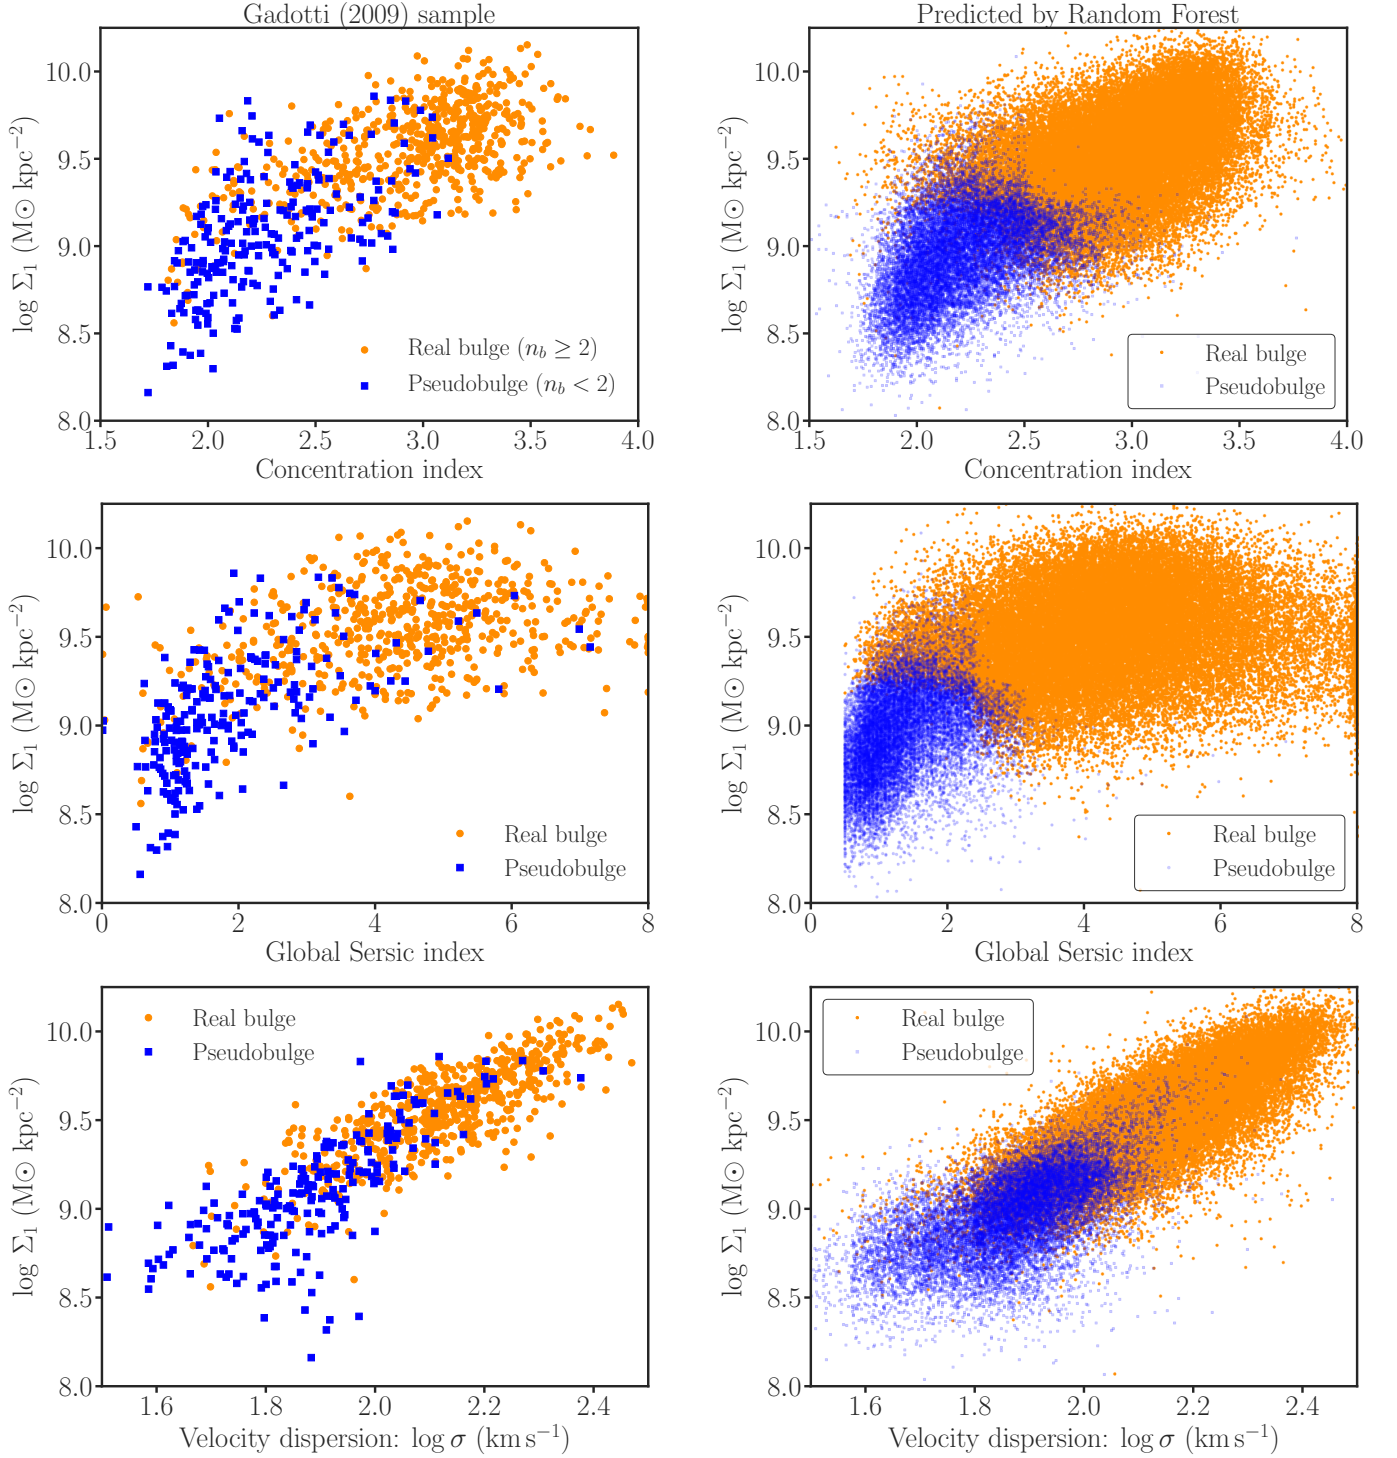 Gadotti (2009) sample
10.0
9.5
9.0
8.5
8.0
log Σ₁ (M⊙ kpc⁻²)
Real bulge (n_b ≥ 2)
Pseudobulge (n_b < 2)
1.5 2.0 2.5 3.0 3.5 4.0
Concentration index
Predicted by Random Forest
10.0
9.5
9.0
8.5
8.0
log Σ₁ (M⊙ kpc⁻²)
Real bulge
Pseudobulge
1.5 2.0 2.5 3.0 3.5 4.0
Concentration index
10.0
9.5
9.0
8.5
8.0
log Σ₁ (M⊙ kpc⁻²)
Real bulge
Pseudobulge
0 2 4 6 8
Global Sersic index
10.0
9.5
9.0
8.5
8.0
log Σ₁ (M⊙ kpc⁻²)
Real bulge
Pseudobulge
0 2 4 6 8
Global Sersic index
Real bulge
Pseudobulge
10.0
9.5
9.0
8.5
8.0
log Σ₁ (M⊙ kpc⁻²)
1.6 1.8 2.0 2.2 2.4
Velocity dispersion: log σ (km s⁻¹)
Real bulge
Pseudobulge
10.0
9.5
9.0
8.5
8.0
log Σ₁ (M⊙ kpc⁻²)
1.6 1.8 2.0 2.2 2.4
Velocity dispersion: log σ (km s⁻¹)